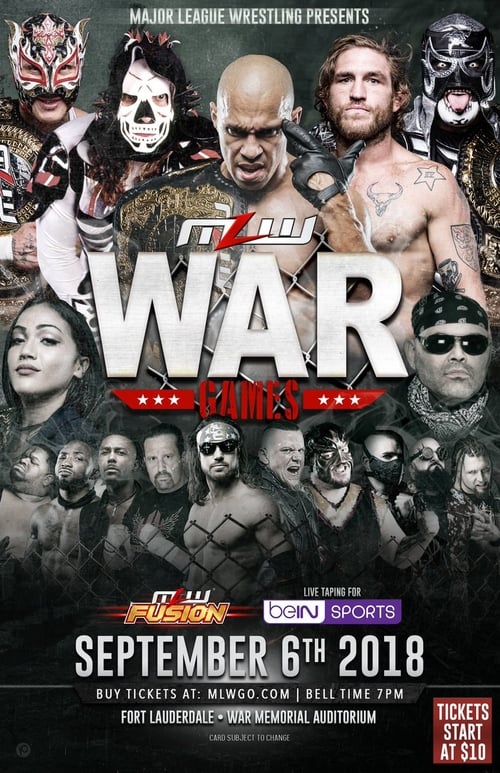 MAJOR LEAGUE WRESTLING PRESENTS
MLW
WAR
GAMES
MLW
FUSION
LIVE TAPING FOR
beIN SPORTS
SEPTEMBER 6TH 2018
BUY TICKETS AT: MLWGO.COM | BELL TIME 7PM
FORT LAUDERDALE • WAR MEMORIAL AUDITORIUM
CARD SUBJECT TO CHANGE
TICKETS
START
AT $10